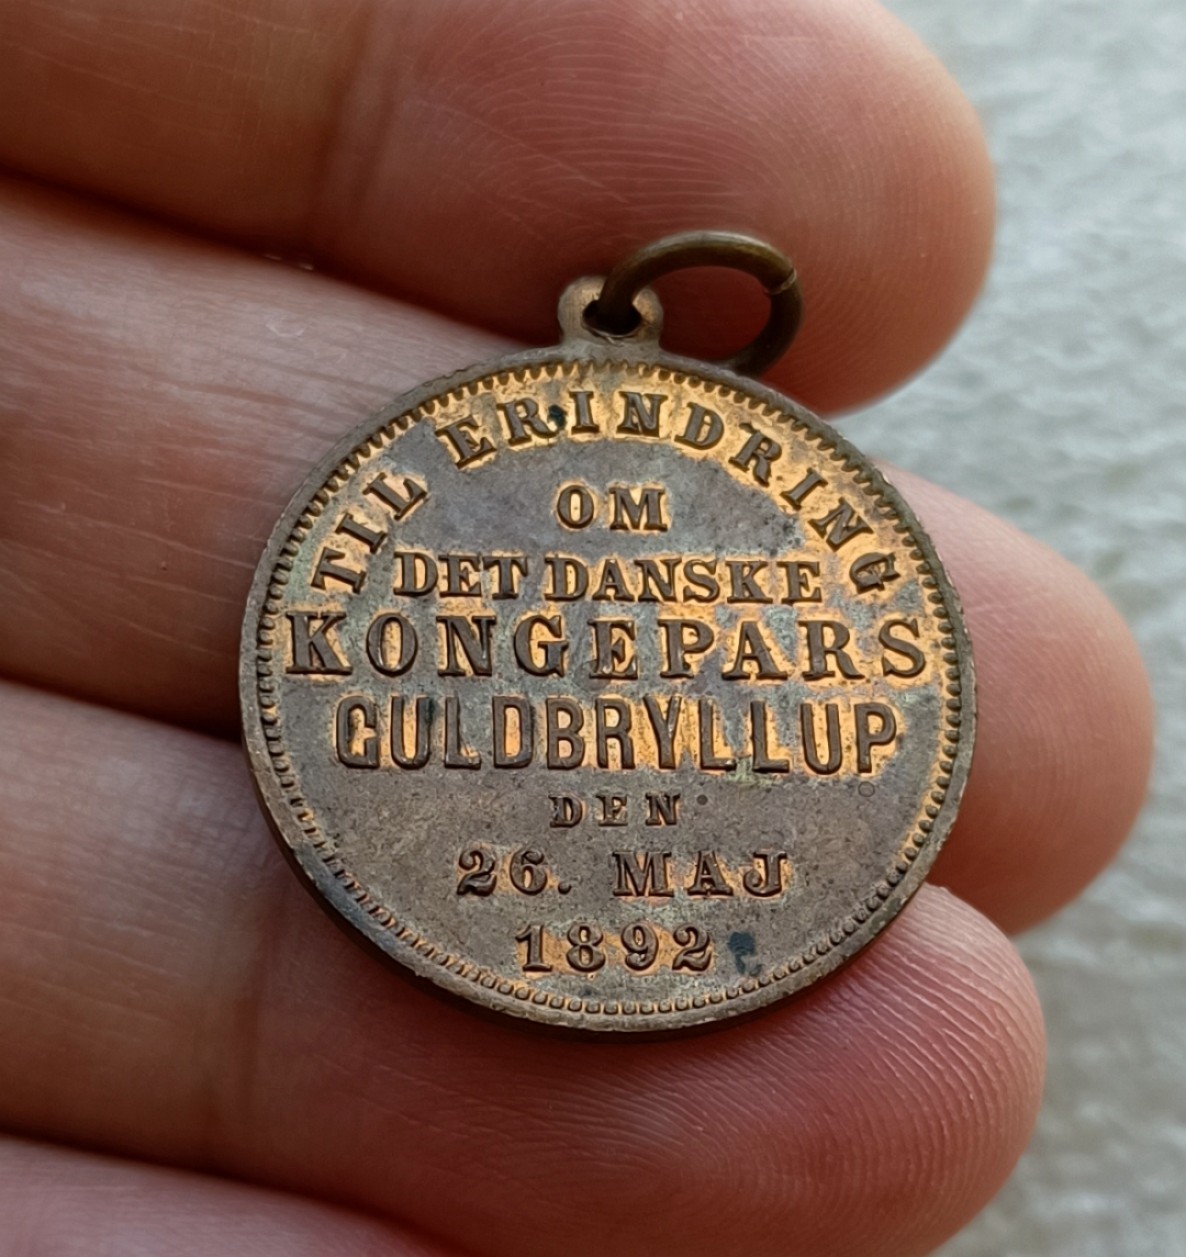 TIL ERINDRING
OM
DET DANSKE
KONGEPARS
GULDBRYLLUP
DEN
26. MAJ
1892